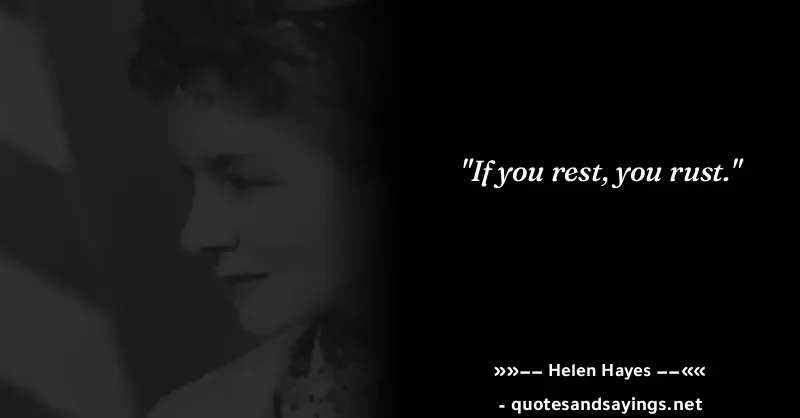 "If you rest, you rust."
»»−− Helen Hayes −−««
- quotesandsayings.net